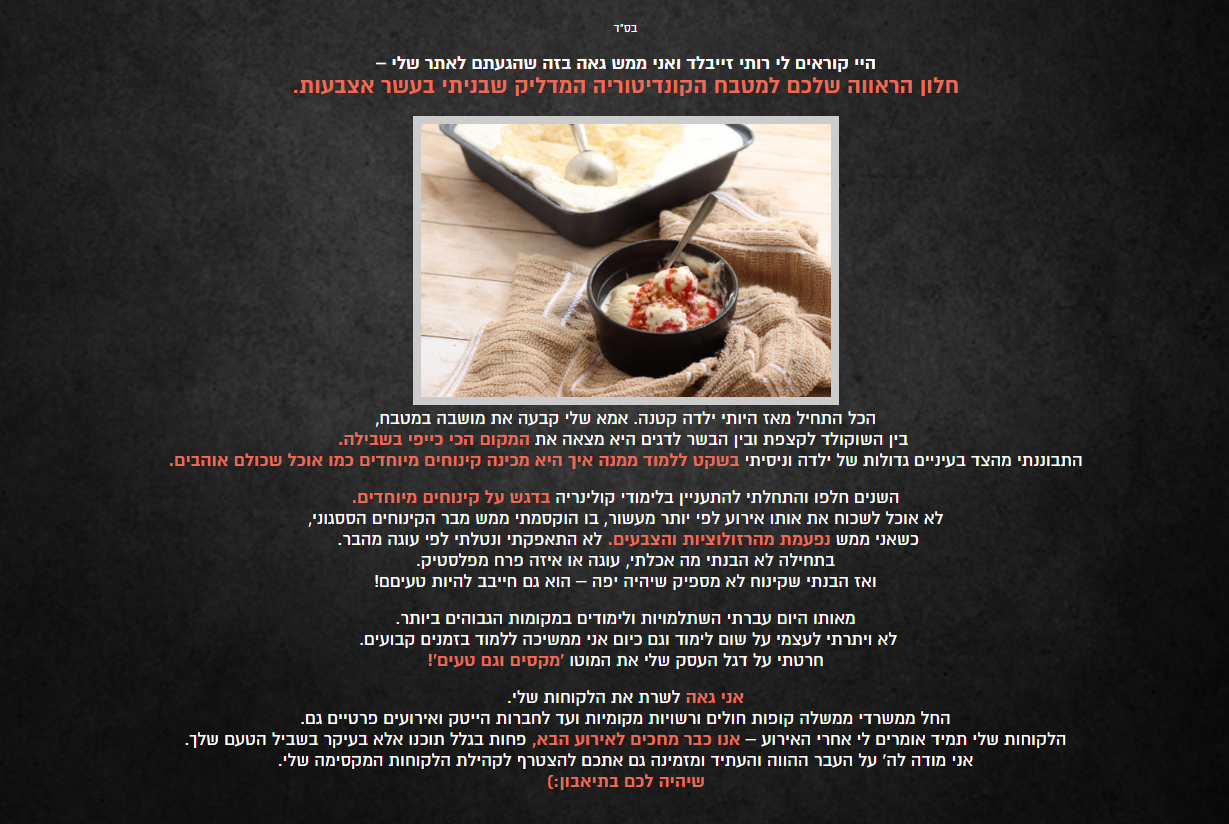 בס"ד
היי קוראים לי רותי זייבלד ואני ממש גאה בזה שהגעתם לאתר שלי –
חלון הראווה שלכם למטבח הקונדיטוריה המדליק שבניתי בעשר אצבעות.
הכל התחיל מאז היותי ילדה קטנה. אמא שלי קבעה את מושבה במטבח,
בין השוקולד לקצפת ובין הבשר לדגים היא מצאה את המקום הכי כייפי בשבילה.
התבוננתי מהצד בעיניים גדולות של ילדה וניסיתי בשקט ללמוד ממנה איך היא מכינה קינוחים מיוחדים כמו אוכל שכולם אוהבים.
השנים חלפו והתחלתי להתעניין בלימודי קולינריה בדגש על קינוחים מיוחדים.
לא אוכל לשכוח את אותו אירוע לפי יותר מעשור, בו הוקסמתי ממש מבר הקינוחים הססגוני,
כשאני ממש נפעמת מהרזולוציות והצבעים. לא התאפקתי ונטלתי לפי עוגה מהבר.
בתחילה לא הבנתי מה אכלתי, עוגה או איזה פרח מפלסטיק.
ואז הבנתי שקינוח לא מספיק שיהיה יפה – הוא גם חייבב להיות טעיםם!
מאותו היום עברתי השתלמויות ולימודים במקומות הגבוהים ביותר.
לא ויתרתי לעצמי על שום לימוד וגם כיום אני ממשיכה ללמוד בזמנים קבועים.
חרטתי על דגל העסק שלי את המוטו 'מקסים וגם טעים'!
אני גאה לשרת את הלקוחות שלי.
החל ממשרדי ממשלה קופות חולים ורשויות מקומיות ועד לחברות הייטק ואירועים פרטיים גם.
הלקוחות שלי תמיד אומרים לי אחרי האירוע – אנו כבר מחכים לאירוע הבא, פחות בגלל תוכנו אלא בעיקר בשביל הטעם שלך.
אני מודה לה' על העבר ההווה והעתיד ומזמינה גם אתכם להצטרף לקהילת הלקוחות המקסימה שלי.
שיהיה לכם בתיאבון:)